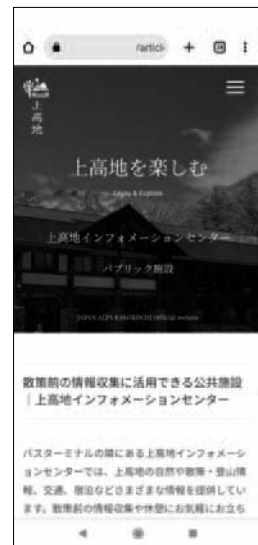 /articl
上高地
上高地を楽しむ
Enjoy & Explore
上高地インフォメーションセンター
パブリック施設
JAPAN ALPS KAMIKOCHI Official website
散策前の情報収集に活用できる公共施設
｜上高地インフォメーションセンター
バスターミナルの隣にある上高地インフォメーシ
ョンセンターでは、上高地の自然や散策・登山情
報、交通、宿泊などさまざまな情報を提供してい
ます。散策前の情報収集や休憩にお気軽にお立ち